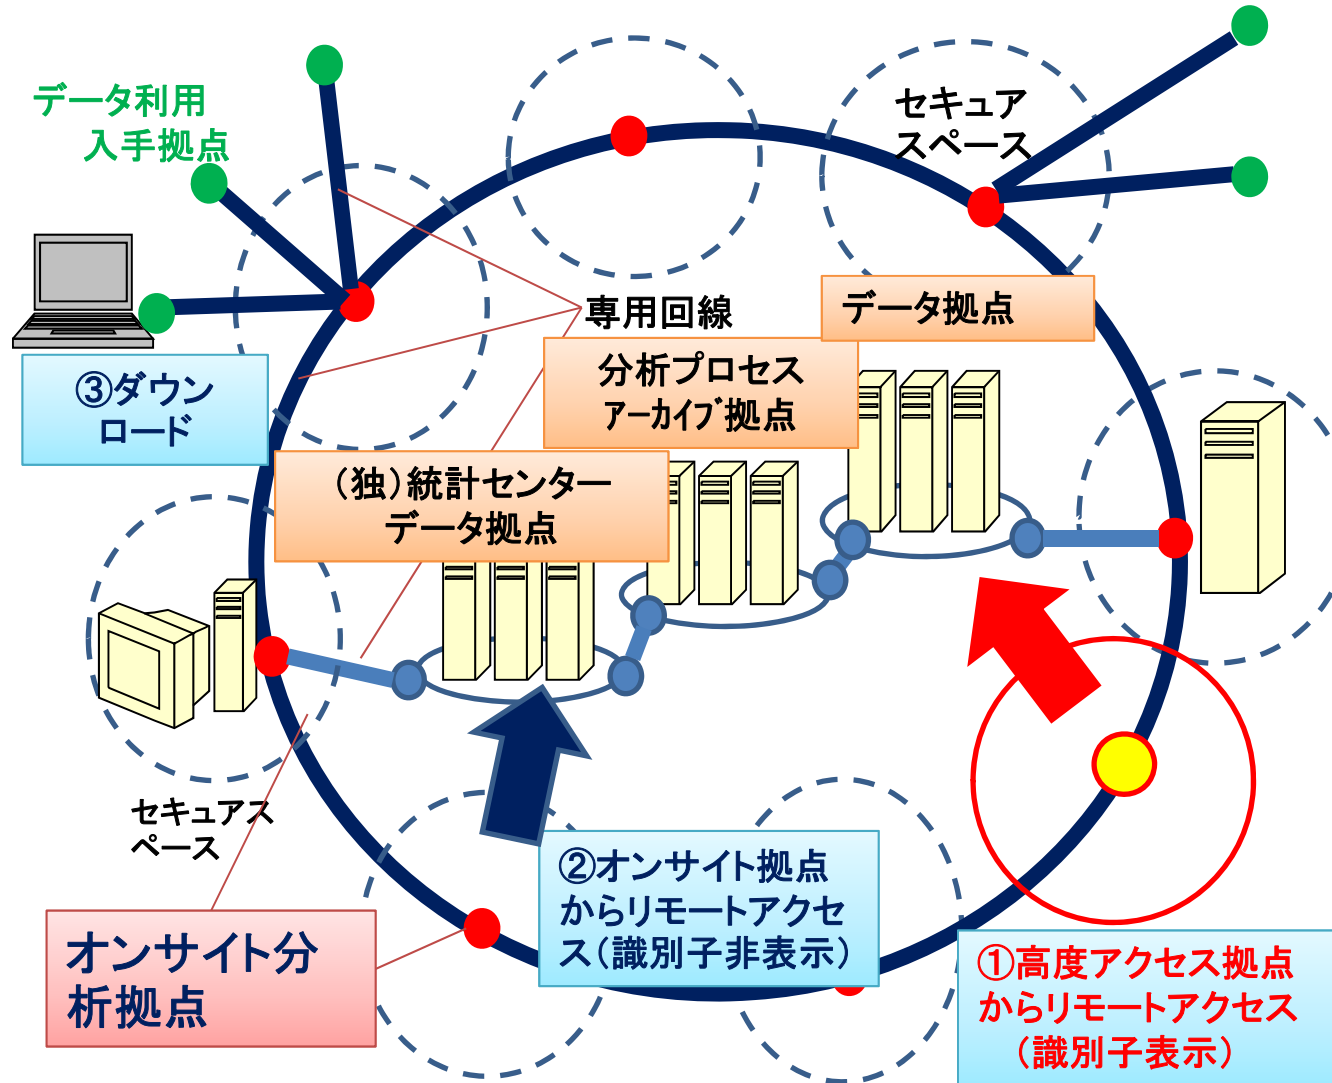 データ利用
入手拠点
セキュア
スペース
専用回線
データ拠点
分析プロセス
ｱｰｶｲﾌﾞ拠点
③ダウン
ロード
（独）統計センター
データ拠点
セキュアス
ペース
②オンサイト拠点
からリモートアクセ
ス（識別子非表示）
オンサイト分
析拠点
①高度アクセス拠点
からリモートアクセス
（識別子表示）